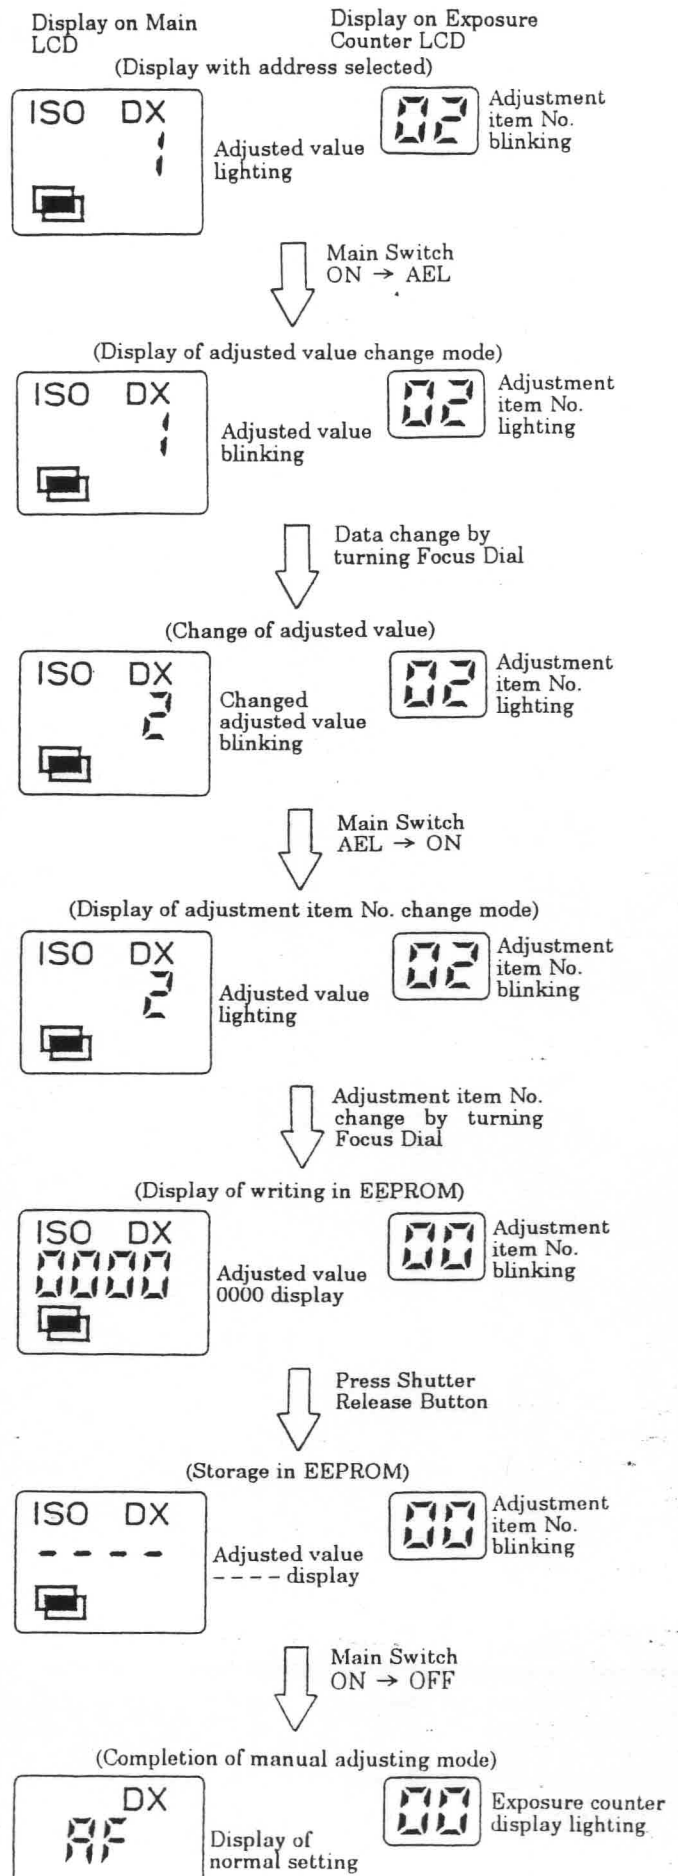 Display on Main
LCD
Display on Exposure
Counter LCD
(Display with address selected)
ISO DX
1
Adjusted value
lighting
02
Adjustment
item No.
blinking
Main Switch
ON → AEL
(Display of adjusted value change mode)
ISO DX
1
Adjusted value
blinking
02
Adjustment
item No.
lighting
Data change by
turning Focus Dial
(Change of adjusted value)
ISO DX
2
Changed
adjusted value
blinking
02
Adjustment
item No.
lighting
Main Switch
AEL → ON
(Display of adjustment item No. change mode)
ISO DX
2
Adjusted value
lighting
02
Adjustment
item No.
blinking
Adjustment item No.
change by turning
Focus Dial
(Display of writing in EEPROM)
ISO DX
0000
Adjusted value
0000 display
00
Adjustment
item No.
blinking
Press Shutter
Release Button
(Storage in EEPROM)
ISO DX
- - - -
Adjusted value
---- display
00
Adjustment
item No.
blinking
Main Switch
ON → OFF
(Completion of manual adjusting mode)
DX
AF
Display of
normal setting
00
Exposure counter
display lighting